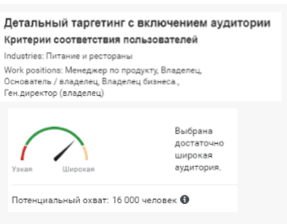 Детальный таргетинг с включением аудитории
Критерии соответствия пользователей
Industries: Питание и рестораны
Work positions: Менеджер по продукту, Владелец,
Основатель / владелец, Владелец бизнеса.,
Ген.директор (владелец)
Выбрана
достаточно
широкая
аудитория.
Узкая Широкая
Потенциальный охват: 16 000 человек